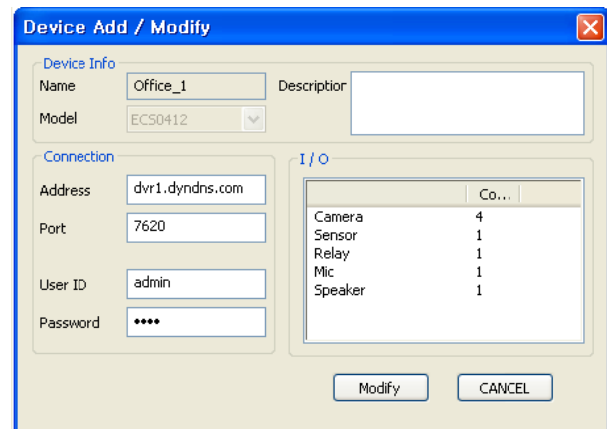 Device Add / Modify
Device Info
Name Office_1 Description
Model ECS0412
Connection
Address dvr1.dyndns.com
Port 7620
User ID admin
Password ••••
I / O
Co...
Camera 4
Sensor 1
Relay 1
Mic 1
Speaker 1
Modify CANCEL